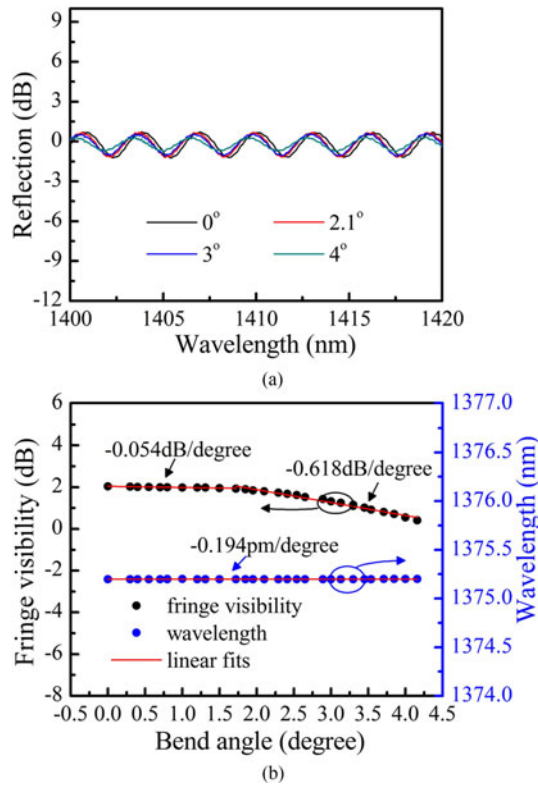 9
6
3
0
-3
-6
-9
-12
Reflection (dB)
0°
2.1°
3°
4°
1400 1405 1410 1415 1420
Wavelength (nm)
(a)
6
4
2
0
-2
-4
-6
-8
Fringe visibility (dB)
1377.0
1376.5
1376.0
1375.5
1375.0
1374.5
1374.0
Wavelength (nm)
-0.054dB/degree
-0.618dB/degree
-0.194pm/degree
fringe visibility
wavelength
linear fits
-0.5 0.0 0.5 1.0 1.5 2.0 2.5 3.0 3.5 4.0 4.5
Bend angle (degree)
(b)